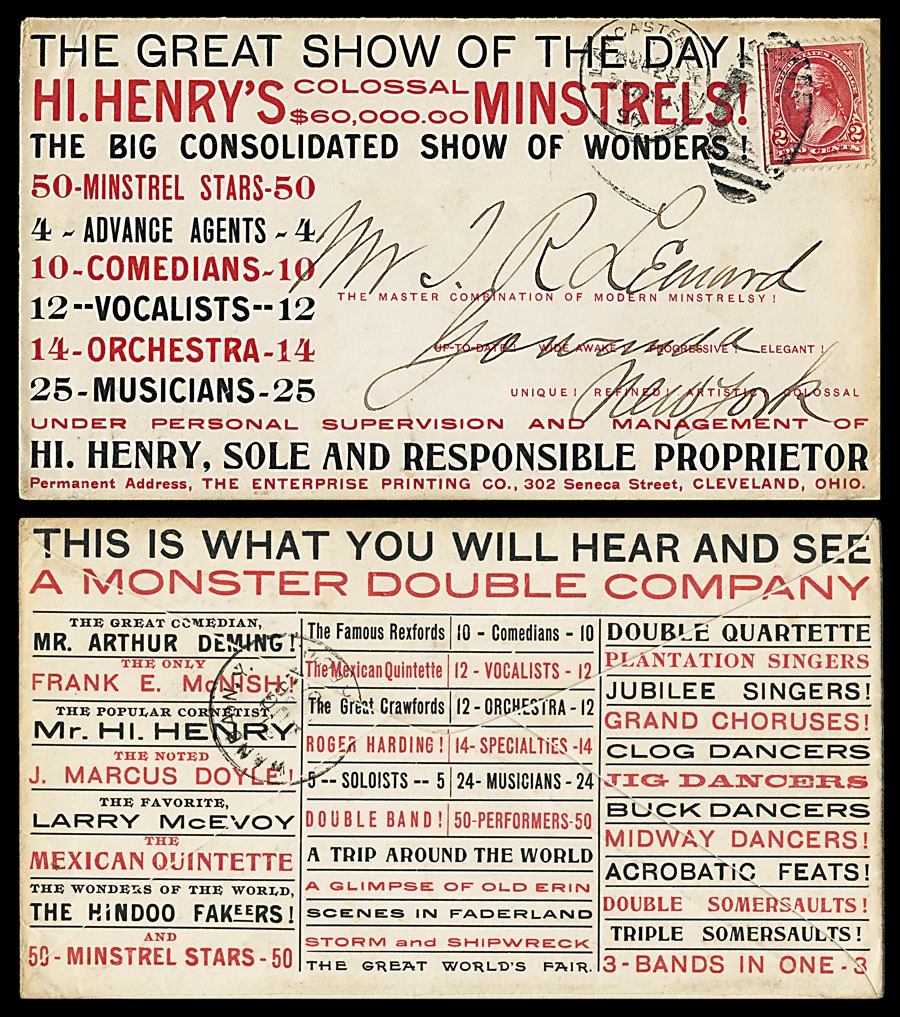 THE GREAT SHOW OF THE DAY!
HI. HENRY'S COLOSSAL $60,000.00 MINSTRELS!
THE BIG CONSOLIDATED SHOW OF WONDERS!
50-MINSTREL STARS-50
4 - ADVANCE AGENTS - 4
10-COMEDIANS-10
12--VOCALISTS--12
14-ORCHESTRA-14
25-MUSICIANS-25
UNITED STATES POSTAGE
2 2
TWO CENTS
Mr J. R Leonard
THE MASTER COMBINATION OF MODERN MINSTRELSY!
UP-TO-DATE! WIDE AWAKE! PROGRESSIVE! ELEGANT!
UNIQUE! REFINED! ARTISTIC! COLOSSAL
New York
UNDER PERSONAL SUPERVISION AND MANAGEMENT OF
HI. HENRY, SOLE AND RESPONSIBLE PROPRIETOR
Permanent Address, THE ENTERPRISE PRINTING CO., 302 Seneca Street, CLEVELAND, OHIO.
THIS IS WHAT YOU WILL HEAR AND SEE
A MONSTER DOUBLE COMPANY
THE GREAT COMEDIAN,
MR. ARTHUR DEMING!
THE ONLY
FRANK E. McNISH!
THE POPULAR CORNETIST,
Mr. HI. HENRY
THE NOTED
J. MARCUS DOYLE!
THE FAVORITE,
LARRY McEVOY
THE
MEXICAN QUINTETTE
THE WONDERS OF THE WORLD,
THE HINDOO FAKEERS!
AND
50 - MINSTREL STARS - 50
The Famous Rexfords
10 - Comedians - 10
The Mexican Quintette
12 - VOCALISTS - 12
The Great Crawfords
12 - ORCHESTRA - 12
ROGER HARDING!
14- SPECIALTIES -14
5 -- SOLOISTS -- 5
24- MUSICIANS -24
DOUBLE BAND!
50-PERFORMERS-50
A TRIP AROUND THE WORLD
A GLIMPSE OF OLD ERIN
SCENES IN FADERLAND
STORM and SHIPWRECK
THE GREAT WORLD'S FAIR.
DOUBLE QUARTETTE
PLANTATION SINGERS
JUBILEE SINGERS!
GRAND CHORUSES!
CLOG DANCERS
JIG DANCERS
BUCK DANCERS
MIDWAY DANCERS!
ACROBATIC FEATS!
DOUBLE SOMERSAULTS!
TRIPLE SOMERSAULTS!
3-BANDS IN ONE-3